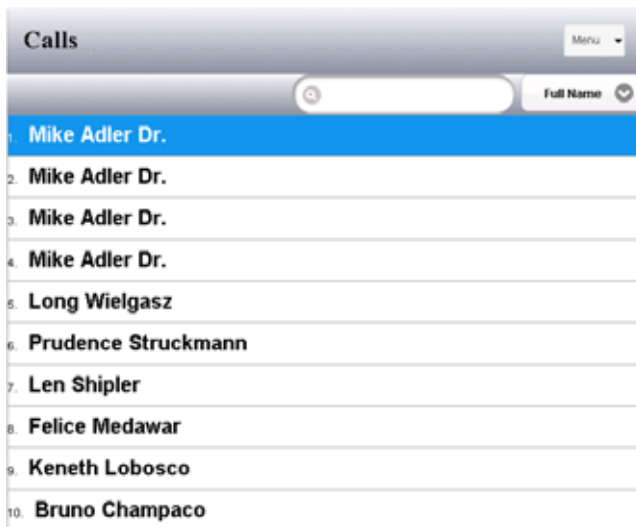 Calls
Menu
Full Name
1. Mike Adler Dr.
2. Mike Adler Dr.
3. Mike Adler Dr.
4. Mike Adler Dr.
5. Long Wielgasz
6. Prudence Struckmann
7. Len Shipler
8. Felice Medawar
9. Keneth Lobosco
10. Bruno Champaco